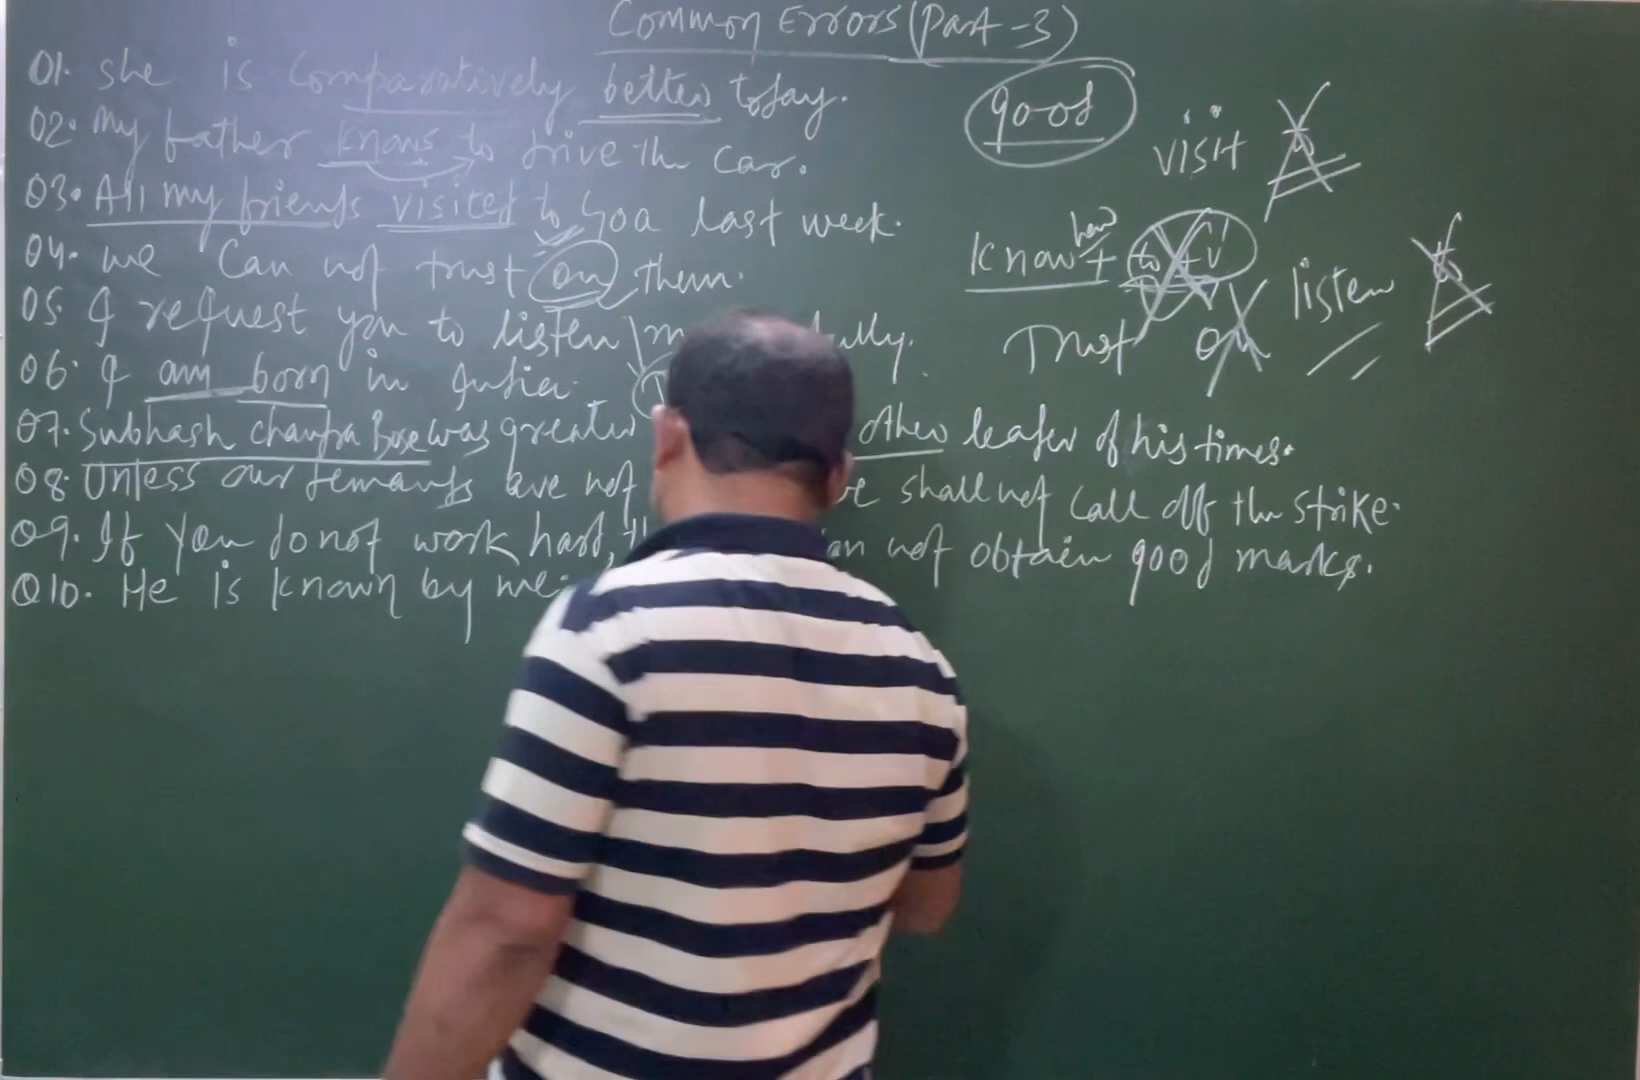 Common Errors (Part-3)
01. she is comparatively better today.
02. My father knows to drive the car.
03. All my friends visited to Goa last week.
04. we can not trust on them.
05. I request you to listen m ully.
06. I am born in India.
07. Subhash Chandra Bose was greater other leader of his times.
08. Unless our demands are not we shall not call off the strike.
09. If you do not work hard, not obtain good marks.
010. He is known by me.
good
visit to
know how + to + V1
listen to
Trust on